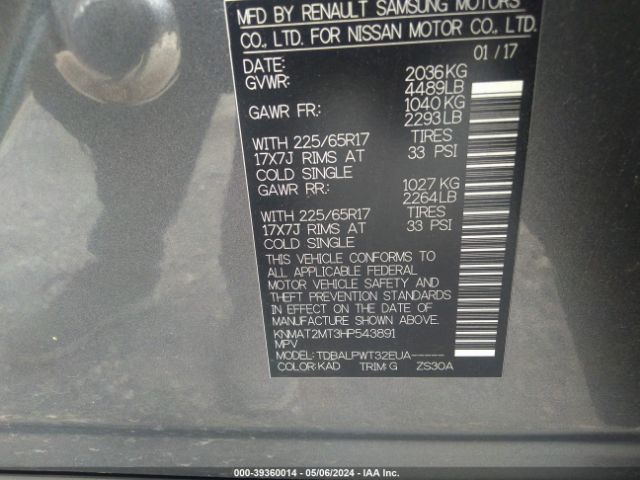 MFD BY RENAULT SAMSUNG MOTORS
CO., LTD. FOR NISSAN MOTOR CO., LTD.
DATE: 01/17
GVWR: 2036KG
4489LB
GAWR FR: 1040 KG
2293LB
WITH 225/65R17 TIRES
17X7J RIMS AT 33 PSI
COLD SINGLE
GAWR RR: 1027 KG
2264LB
WITH 225/65R17 TIRES
17X7J RIMS AT 33 PSI
COLD SINGLE
THIS VEHICLE CONFORMS TO
ALL APPLICABLE FEDERAL
MOTOR VEHICLE SAFETY AND
THEFT PREVENTION STANDARDS
IN EFFECT ON THE DATE OF
MANUFACTURE SHOWN ABOVE.
KNMAT2MT3HP543891
MPV
MODEL: TDBALPWT32EUA-----
COLOR: KAD TRIM: G ZS30A
000-39360014 - 05/06/2024 - IAA Inc.